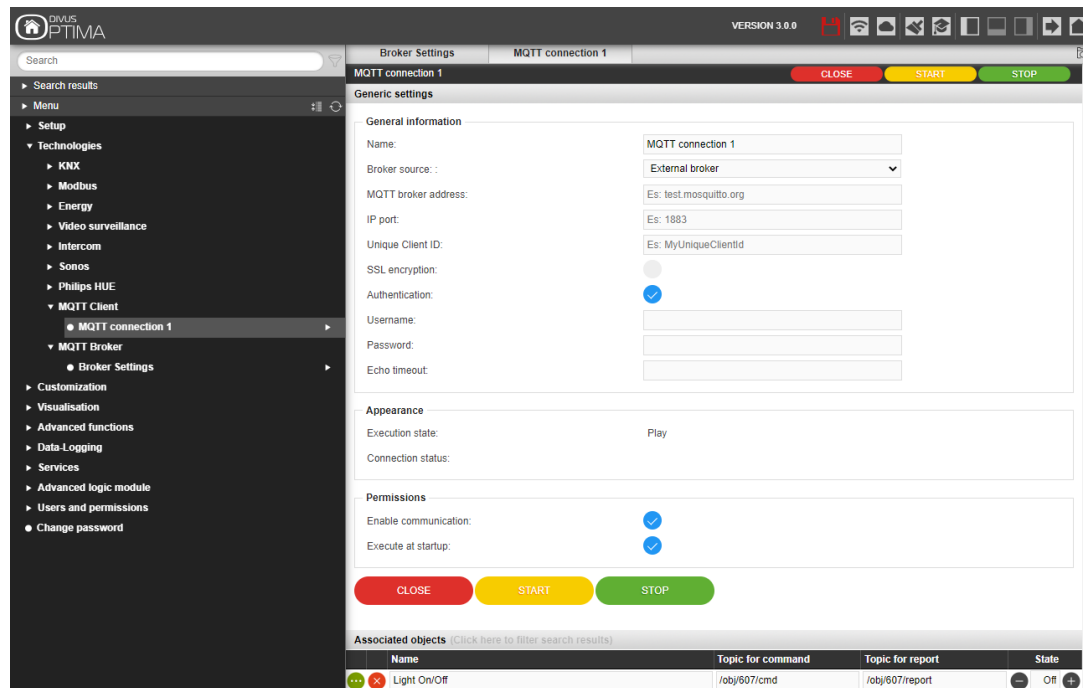 DIVUS
OPTIMA
VERSION 3.0.0
Search
Search results
Menu
Setup
Technologies
KNX
Modbus
Energy
Video surveillance
Intercom
Sonos
Philips HUE
MQTT Client
MQTT connection 1
MQTT Broker
Broker Settings
Customization
Visualisation
Advanced functions
Data-Logging
Services
Advanced logic module
Users and permissions
Change password
Broker Settings MQTT connection 1
MQTT connection 1 CLOSE START STOP
Generic settings
General information
Name: MQTT connection 1
Broker source: : External broker
MQTT broker address: Es: test.mosquitto.org
IP port: Es: 1883
Unique Client ID: Es: MyUniqueClientId
SSL encryption:
Authentication:
Username:
Password:
Echo timeout:
Appearance
Execution state: Play
Connection status:
Permissions
Enable communication:
Execute at startup:
CLOSE START STOP
Associated objects (Click here to filter search results)
Name Topic for command Topic for report State
Light On/Off /obj/607/cmd /obj/607/report Off